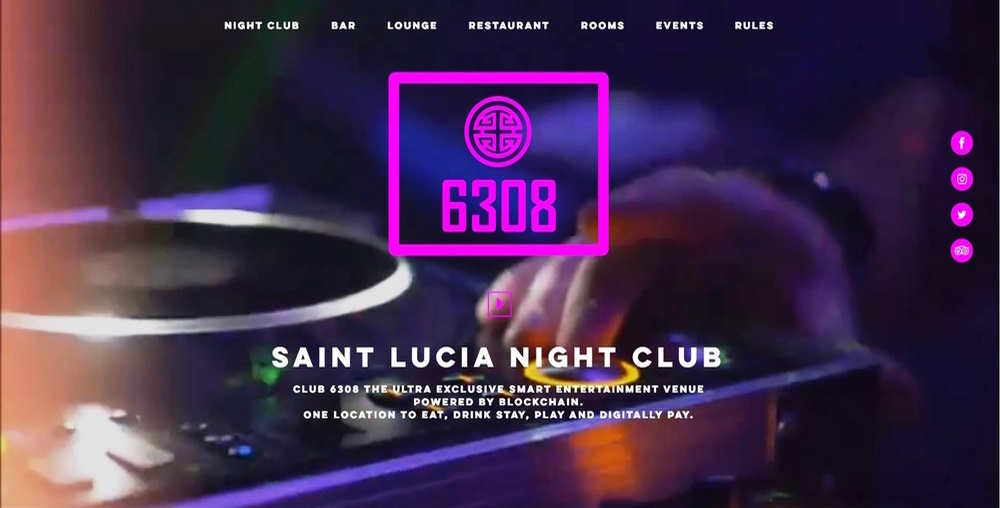 NIGHT CLUB BAR LOUNGE RESTAURANT ROOMS EVENTS RULES
6308
SAINT LUCIA NIGHT CLUB
CLUB 6308 THE ULTRA EXCLUSIVE SMART ENTERTAINMENT VENUE
POWERED BY BLOCKCHAIN.
ONE LOCATION TO EAT, DRINK STAY, PLAY AND DIGITALLY PAY.